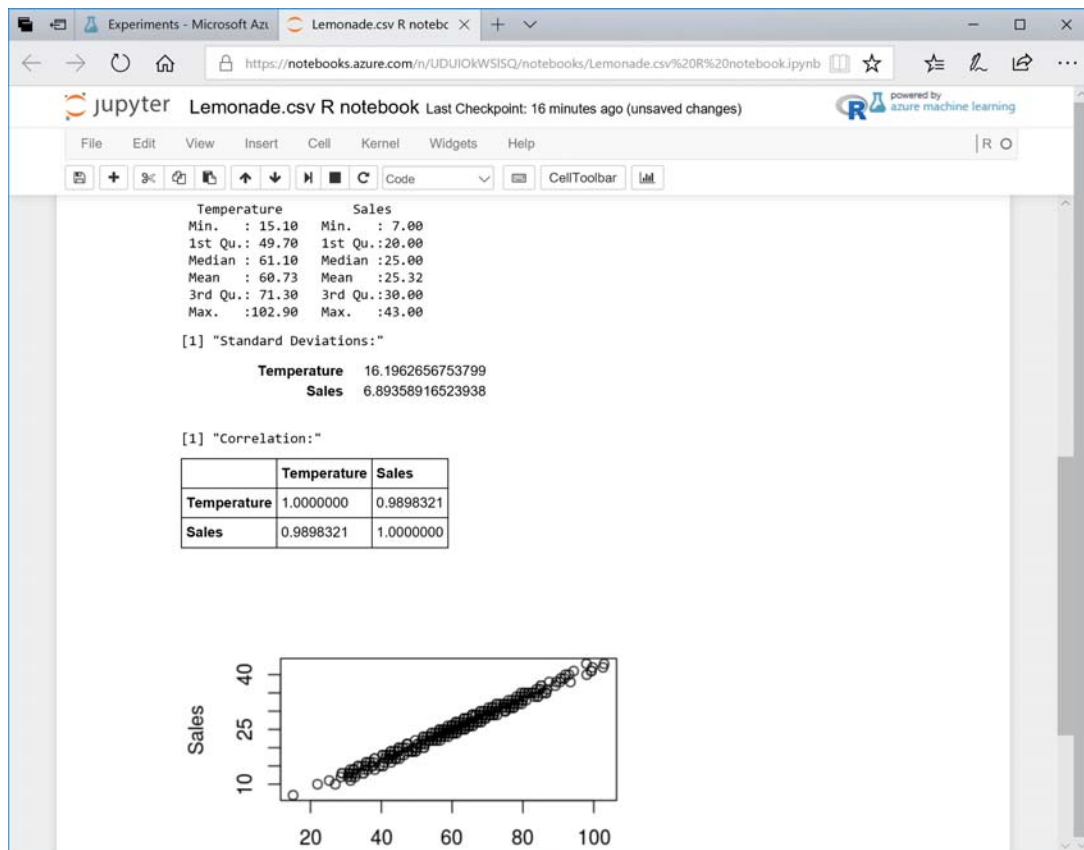 Experiments - Microsoft Azu
Lemonade.csv R notebc
https://notebooks.azure.com/n/UDUIOkWSlSQ/notebooks/Lemonade.csv%20R%20notebook.ipynb
jupyter Lemonade.csv R notebook Last Checkpoint: 16 minutes ago (unsaved changes)
R powered by
azure machine learning
File Edit View Insert Cell Kernel Widgets Help R
Code CellToolbar
Temperature Sales
Min. : 15.10 Min. : 7.00
1st Qu.: 49.70 1st Qu.:20.00
Median : 61.10 Median :25.00
Mean : 60.73 Mean :25.32
3rd Qu.: 71.30 3rd Qu.:30.00
Max. :102.90 Max. :43.00
[1] "Standard Deviations:"
Temperature 16.1962656753799
Sales 6.89358916523938
[1] "Correlation:"
Temperature Sales
Temperature 1.0000000 0.9898321
Sales 0.9898321 1.0000000
Sales
40
25
10
20 40 60 80 100